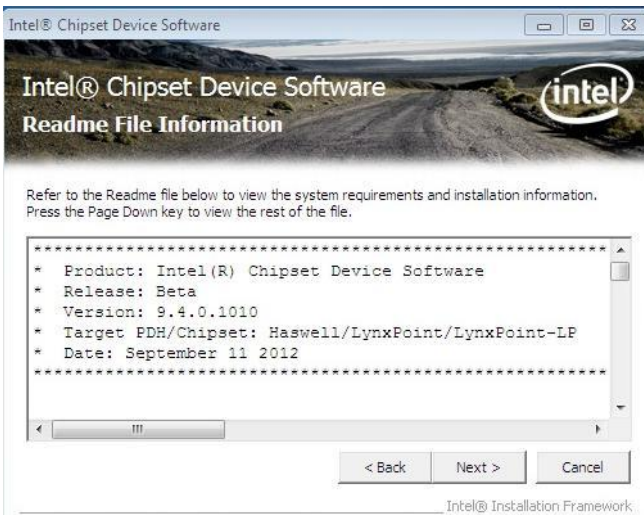 Intel® Chipset Device Software
Intel® Chipset Device Software
intel
Readme File Information
Refer to the Readme file below to view the system requirements and installation information.
Press the Page Down key to view the rest of the file.
************************************************************
* Product: Intel(R) Chipset Device Software
* Release: Beta
* Version: 9.4.0.1010
* Target PDH/Chipset: Haswell/LynxPoint/LynxPoint-LP
* Date: September 11 2012
************************************************************
< Back
Next >
Cancel
Intel® Installation Framework